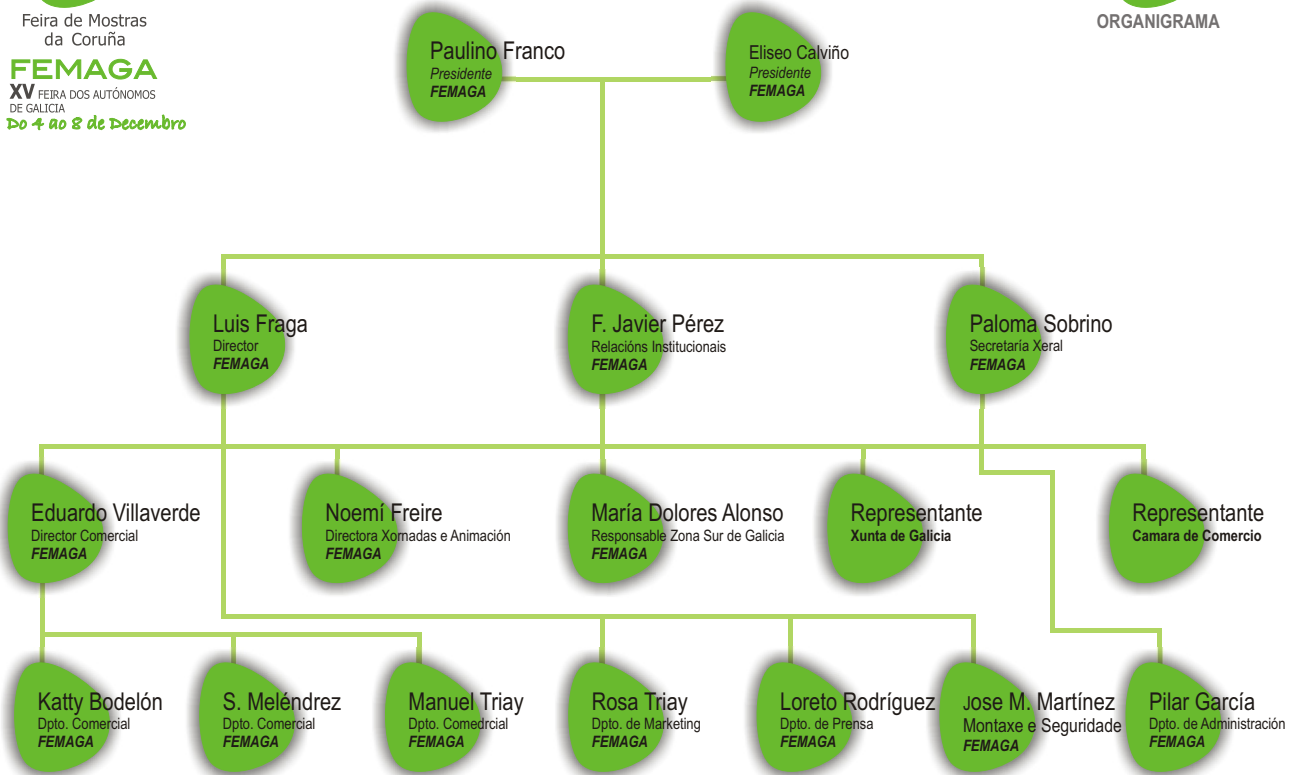 Feira de Mostras
da Coruña
FEMAGA
XV FEIRA DOS AUTÓNOMOS
DE GALICIA
Do 4 ao 8 de Decembro
ORGANIGRAMA
Paulino Franco
Presidente
FEMAGA
Eliseo Calviño
Presidente
FEMAGA
Luis Fraga
Director
FEMAGA
F. Javier Pérez
Relacións Institucionais
FEMAGA
Paloma Sobrino
Secretaría Xeral
FEMAGA
Eduardo Villaverde
Director Comercial
FEMAGA
Noemí Freire
Directora Xornadas e Animación
FEMAGA
María Dolores Alonso
Responsable Zona Sur de Galicia
FEMAGA
Representante
Xunta de Galicia
Representante
Camara de Comercio
Katty Bodelón
Dpto. Comercial
FEMAGA
S. Meléndrez
Dpto. Comercial
FEMAGA
Manuel Triay
Dpto. Comedrcial
FEMAGA
Rosa Triay
Dpto. de Marketing
FEMAGA
Loreto Rodríguez
Dpto. de Prensa
FEMAGA
Jose M. Martínez
Montaxe e Seguridade
FEMAGA
Pilar García
Dpto. de Administración
FEMAGA